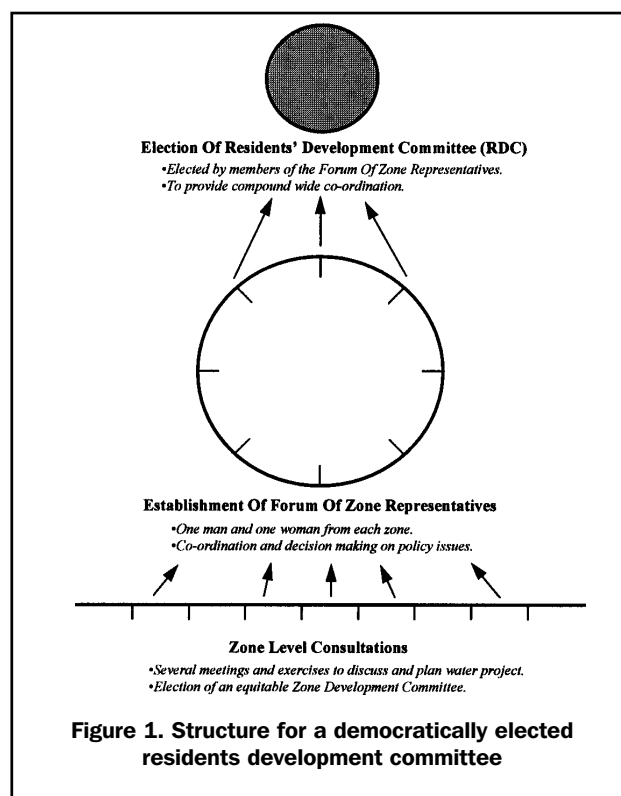 Election Of Residents' Development Committee (RDC)
•Elected by members of the Forum Of Zone Representatives.
•To provide compound wide co-ordination.
Establishment Of Forum Of Zone Representatives
•One man and one woman from each zone.
•Co-ordination and decision making on policy issues.
Zone Level Consultations
•Several meetings and exercises to discuss and plan water project.
•Election of an equitable Zone Development Committee.
Figure 1. Structure for a democratically elected
residents development committee